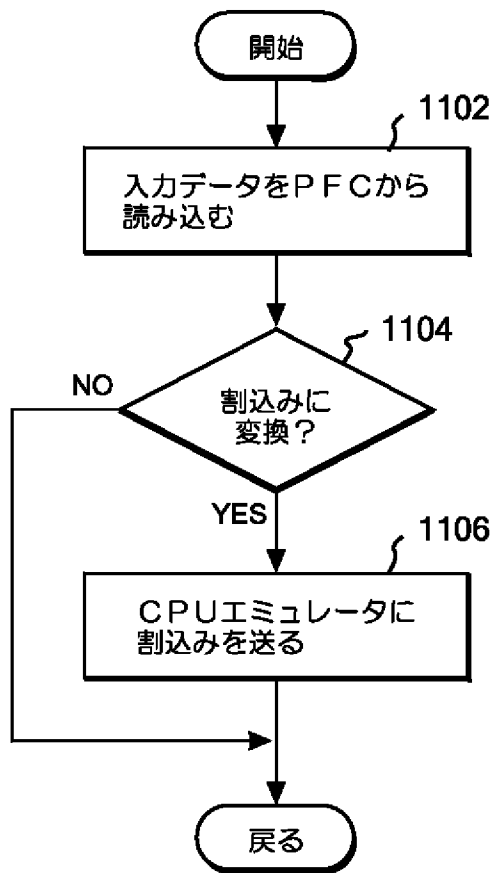 開始
1102
入力データをＰＦＣから
読み込む
1104
NO
割込みに
変換？
YES
1106
ＣＰＵエミュレータに
割込みを送る
戻る